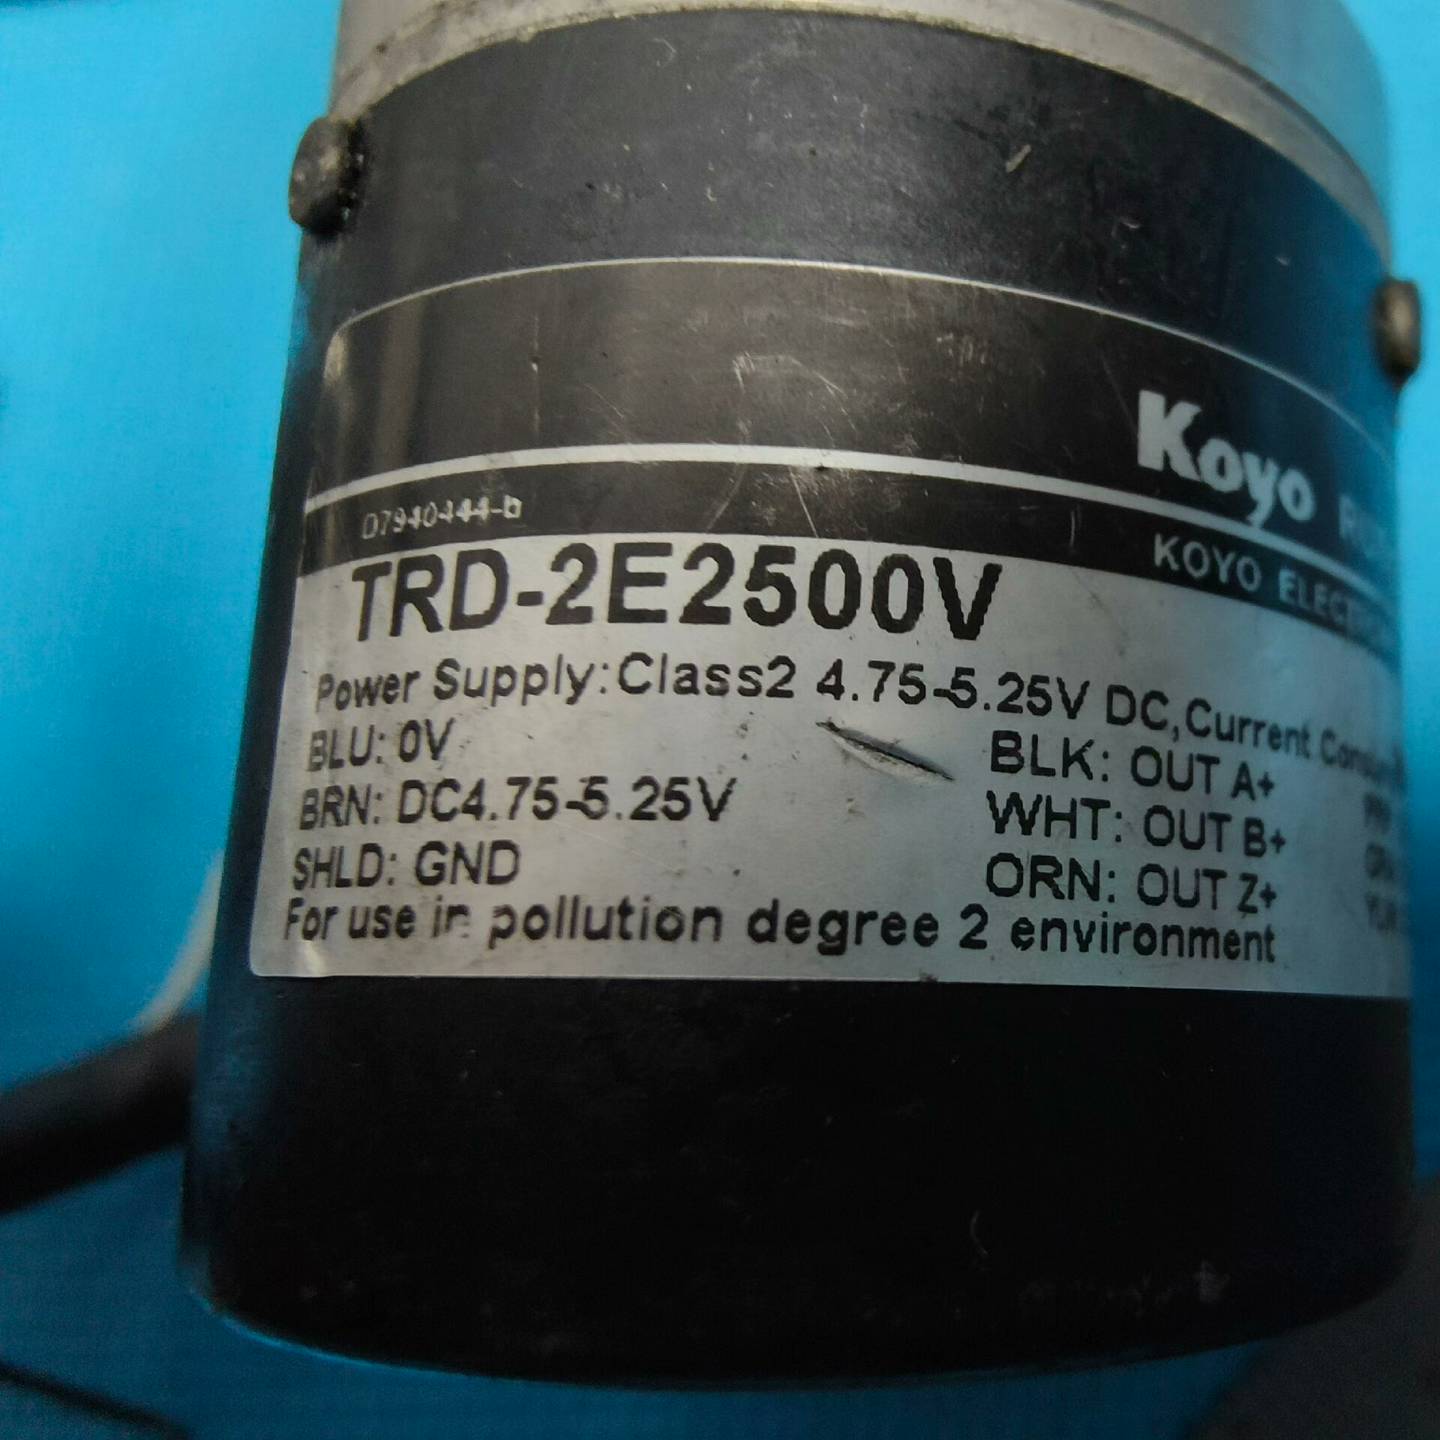 Koyo
KOYO
D7940444-b
TRD-2E2500V
Power Supply:Class2 4.75-5.25V DC,Current
BLU: 0V
BLK: OUT A+
BRN: DC4.75-5.25V
WHT: OUT B+
SHLD: GND
ORN: OUT Z+
For use in pollution degree 2 environment